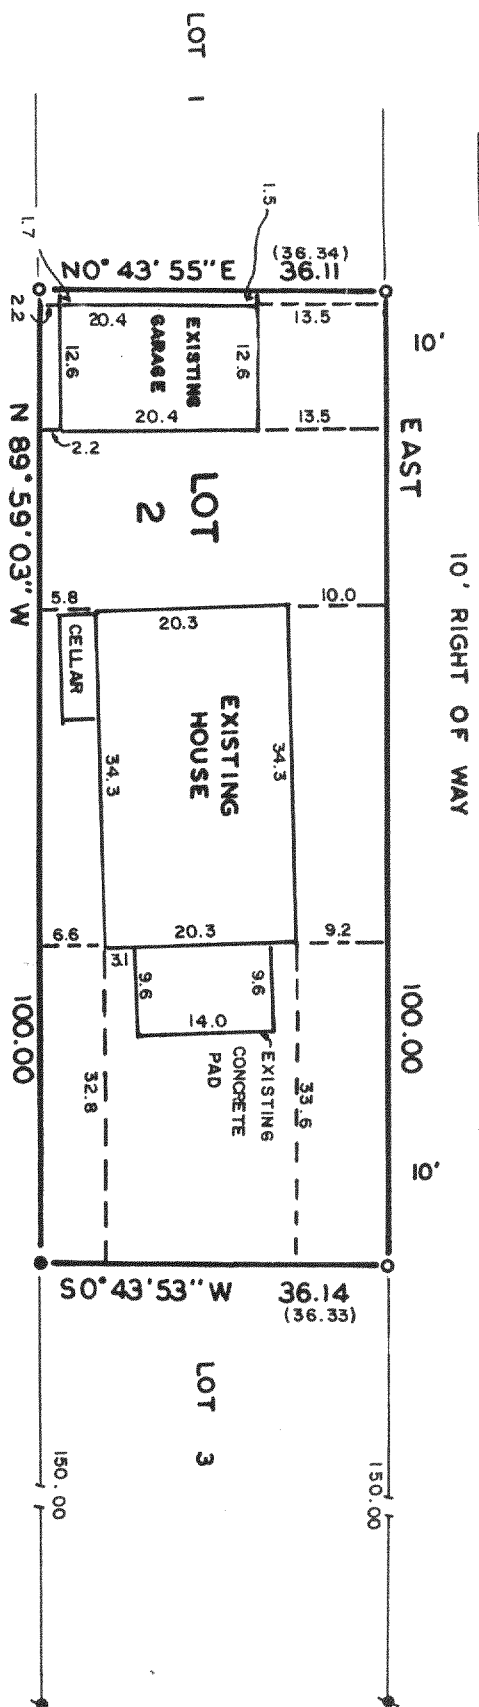 LOT 1
1.5
1.7
NO° 43' 55" E
(36.34)
36.11
2.2
20.4
13.5
10'
12.6
EXISTING
GARAGE
12.6
20.4
13.5
2.2
EAST
N 89° 59' 03" W
LOT
2
10' RIGHT OF WAY
5.8
20.3
10.0
CELLAR
EXISTING
HOUSE
34.3
34.3
6.6
20.3
9.2
3.1
9.6
9.6
14.0
EXISTING
CONCRETE
PAD
100.00
100.00
32.8
33.6
10'
SO° 43' 53" W
36.14
(36.33)
LOT 3
150.00
150.00